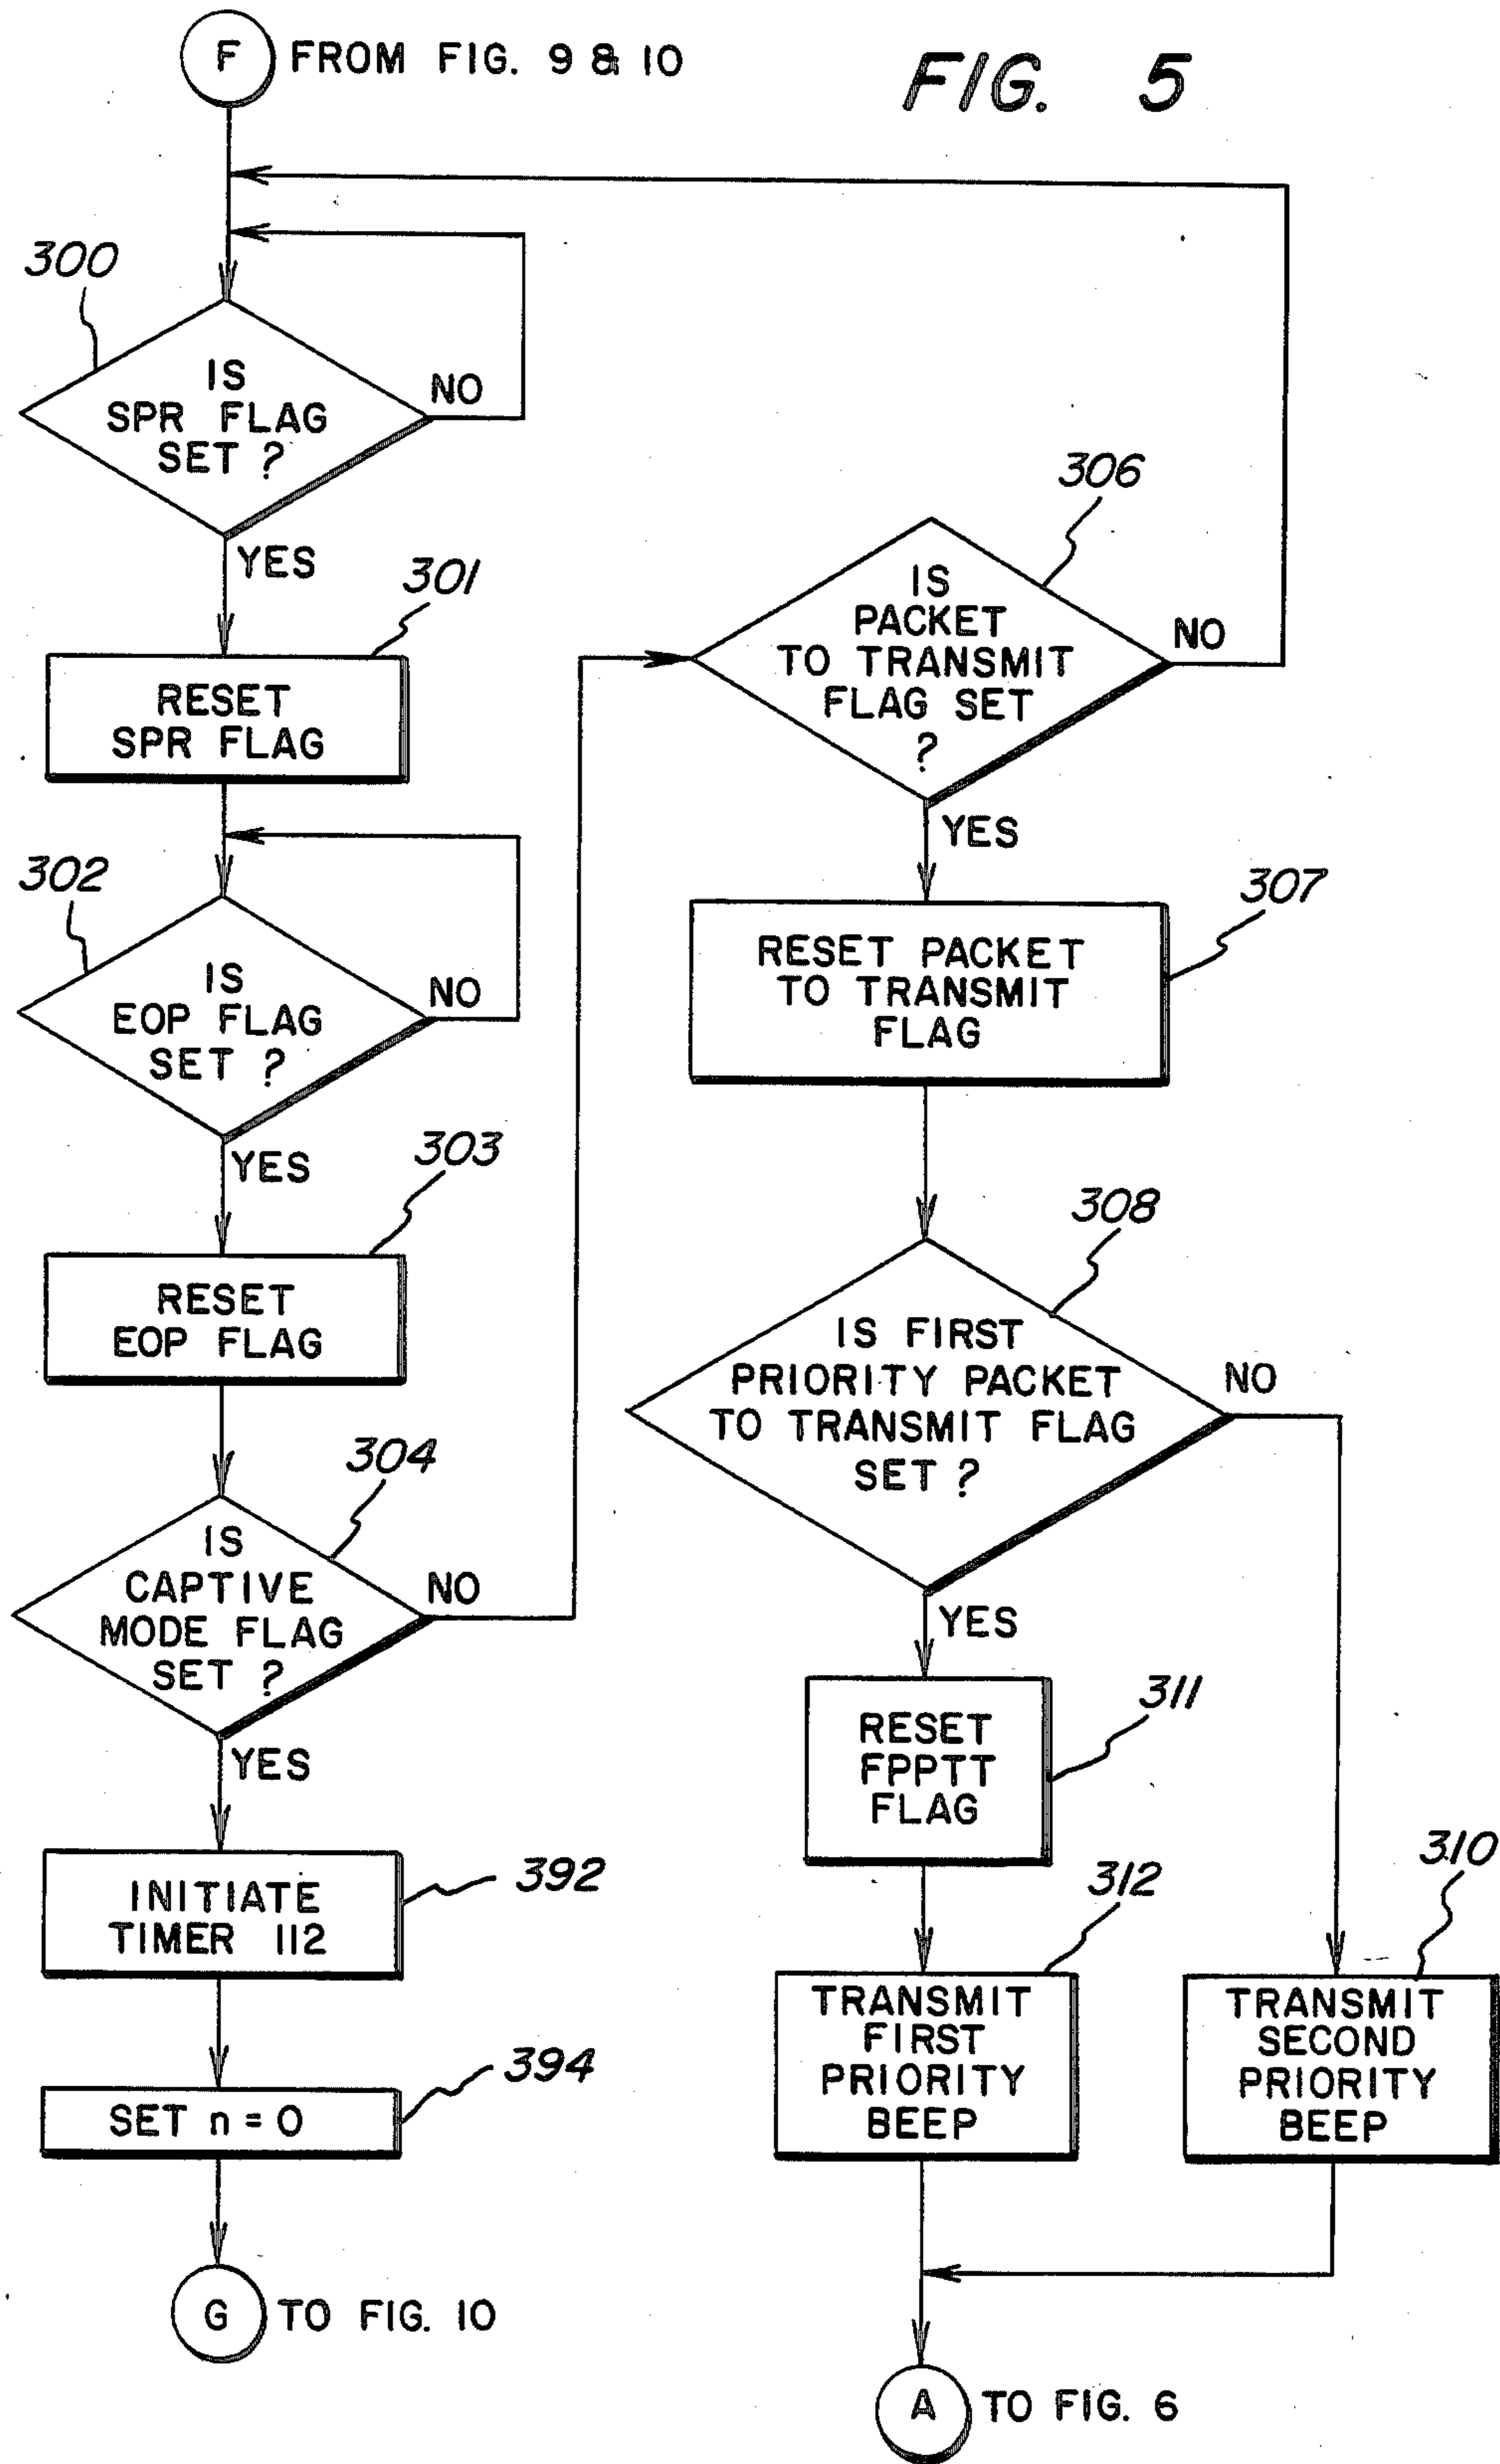 F FROM FIG. 9 & 10
FIG. 5
300
IS
SPR FLAG
SET ?
NO
YES
301
RESET
SPR FLAG
302
IS
EOP FLAG
SET ?
NO
YES
303
RESET
EOP FLAG
304
IS
CAPTIVE
MODE FLAG
SET ?
NO
YES
392
INITIATE
TIMER 112
394
SET n = 0
G TO FIG. 10
306
IS
PACKET
TO TRANSMIT
FLAG SET
?
NO
YES
307
RESET PACKET
TO TRANSMIT
FLAG
308
IS FIRST
PRIORITY PACKET
TO TRANSMIT FLAG
SET ?
NO
YES
311
RESET
FPPTT
FLAG
312
TRANSMIT
FIRST
PRIORITY
BEEP
310
TRANSMIT
SECOND
PRIORITY
BEEP
A TO FIG. 6